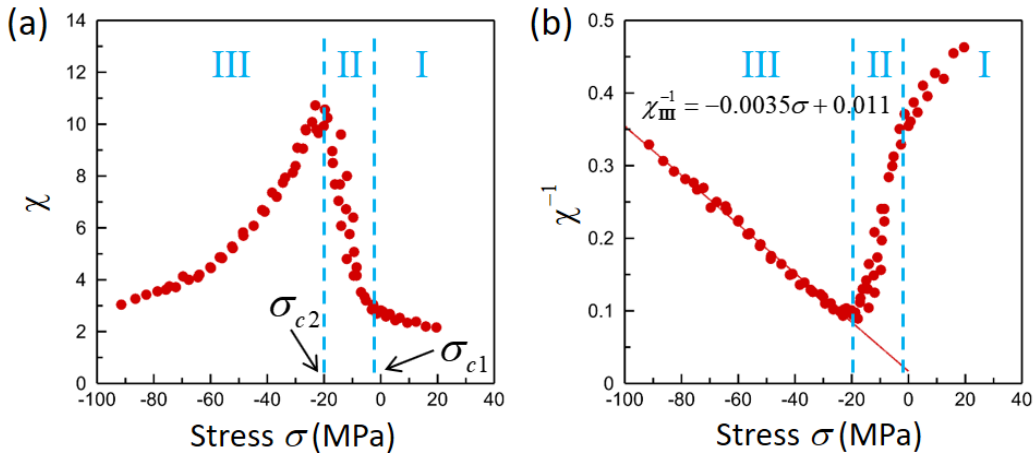 (a)
14
12
10
8
6
4
2
0
χ
III
II
I
σc2
σc1
-100
-80
-60
-40
-20
0
20
40
Stress σ (MPa)
(b)
0.5
0.4
0.3
0.2
0.1
0
χ⁻¹
III
II
I
χ_III⁻¹ = −0.0035σ + 0.011
-100
-80
-60
-40
-20
0
20
40
Stress σ (MPa)